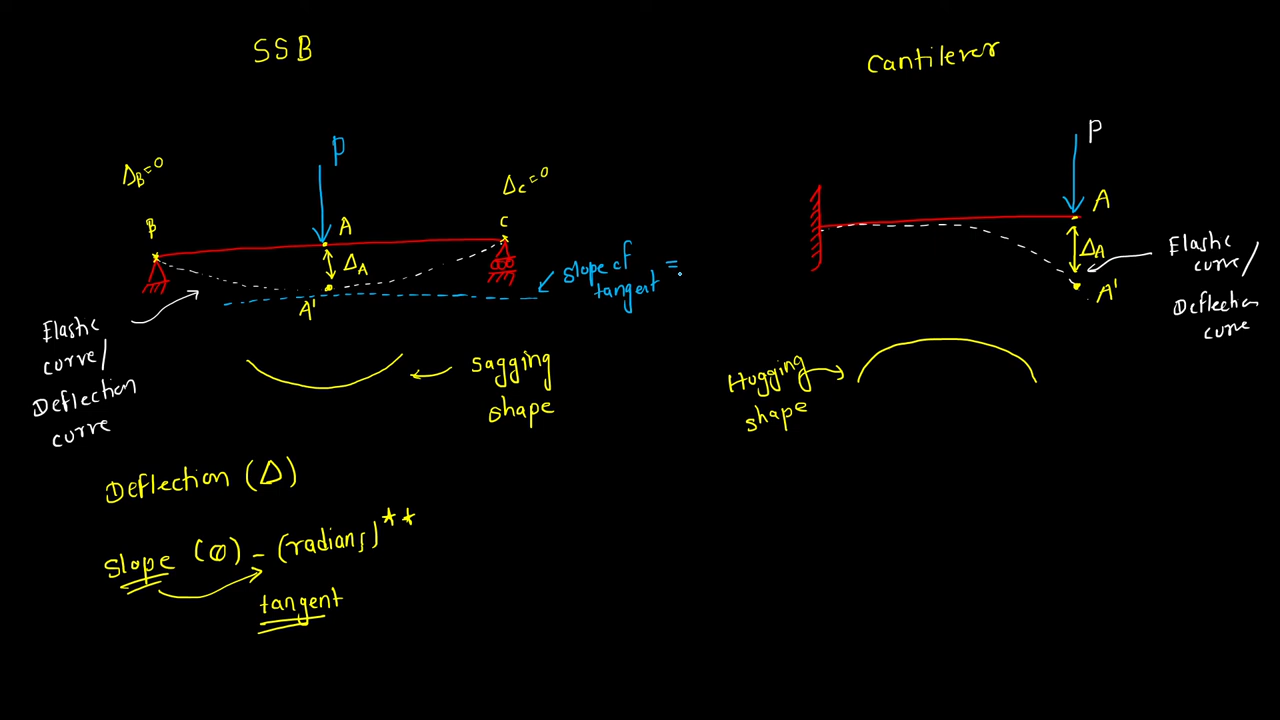 SSB
Cantilever
P
P
ΔB=0
Δc=0
B
A
C
A
ΔA
ΔA
A'
A'
slope of
tangent =
Elastic
curve/
Deflection
curve
Elastic
curve/
Deflection
curve
sagging
shape
Hogging
shape
Deflection (Δ)
Slope (θ) - (radians)**
tangent